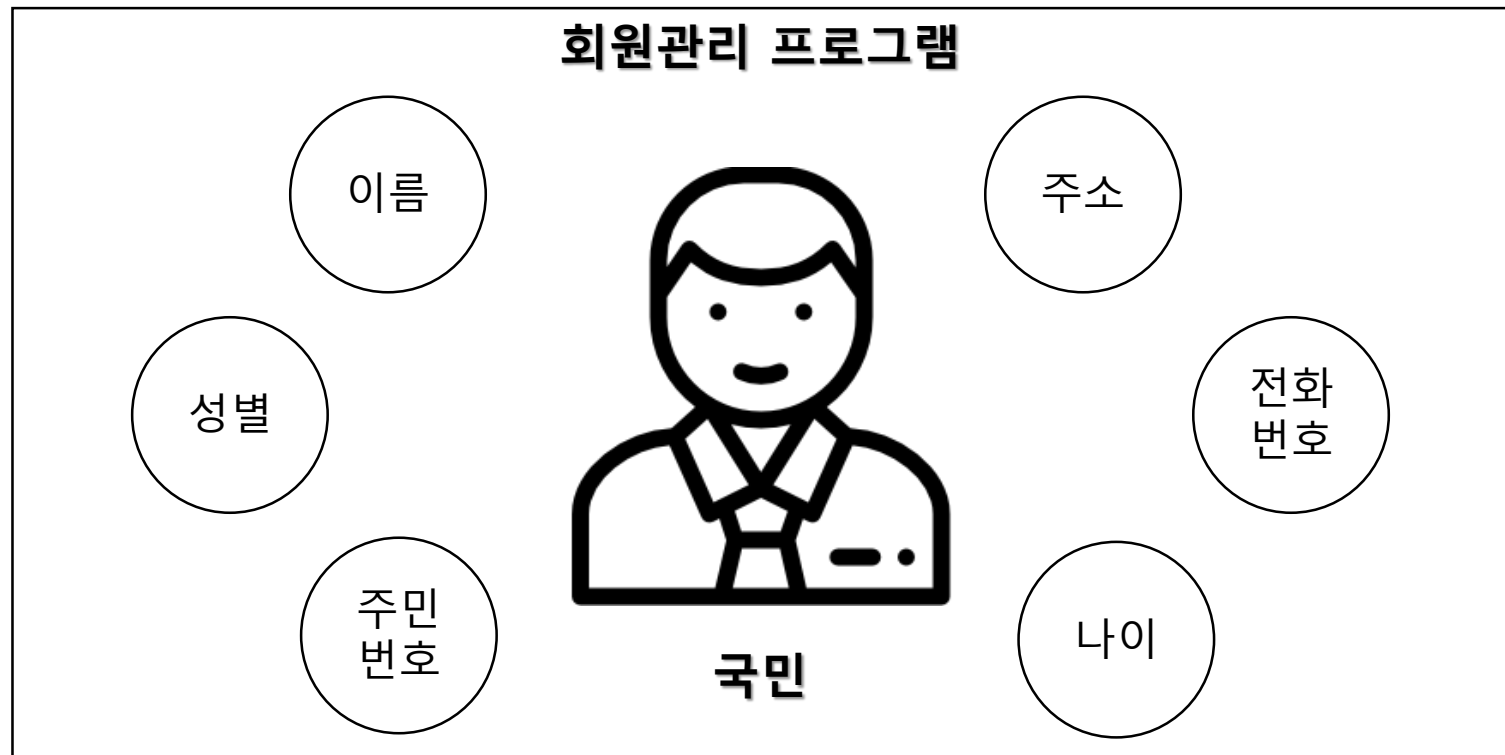 회원관리 프로그램
이름
주소
성별
전화
번호
주민
번호
나이
국민